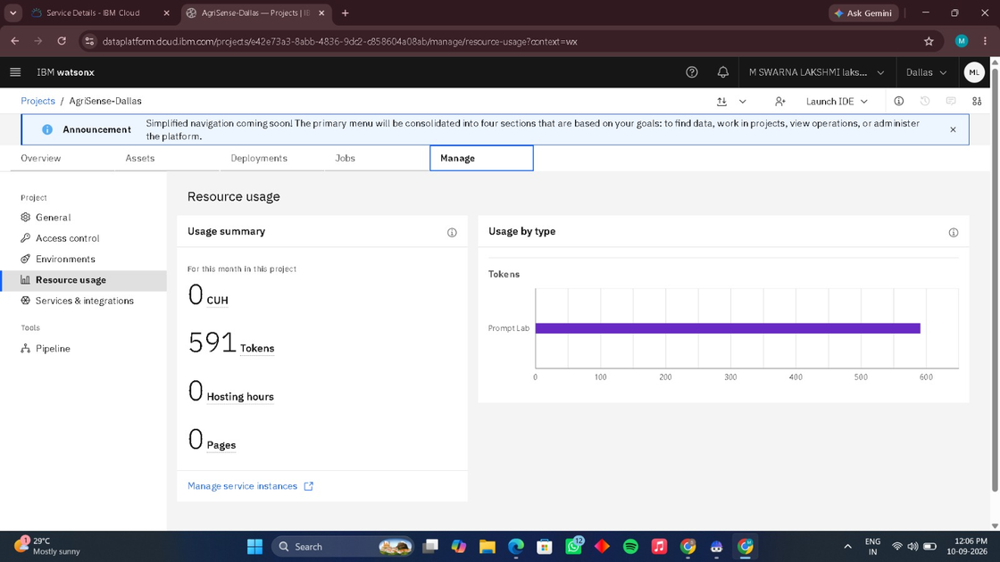 Service Details - IBM Cloud
AgriSense-Dallas — Projects | IB
Ask Gemini
dataplatform.cloud.ibm.com/projects/e42e73a3-8abb-4836-9dc2-c858604a08ab/manage/resource-usage?context=wx
M
IBM watsonx
M SWARNA LAKSHMI laks...
Dallas
ML
Projects / AgriSense-Dallas
Launch IDE
Announcement
Simplified navigation coming soon! The primary menu will be consolidated into four sections that are based on your goals: to find data, work in projects, view operations, or administer
the platform.
Overview
Assets
Deployments
Jobs
Manage
Project
General
Access control
Environments
Resource usage
Services & integrations
Tools
Pipeline
Resource usage
Usage summary
For this month in this project
0 CUH
591 Tokens
0 Hosting hours
0 Pages
Manage service instances
Usage by type
Tokens
Prompt Lab
0 100 200 300 400 500 600
1
29°C
Mostly sunny
Search
12
ENG
IN
12:06 PM
10-09-2026